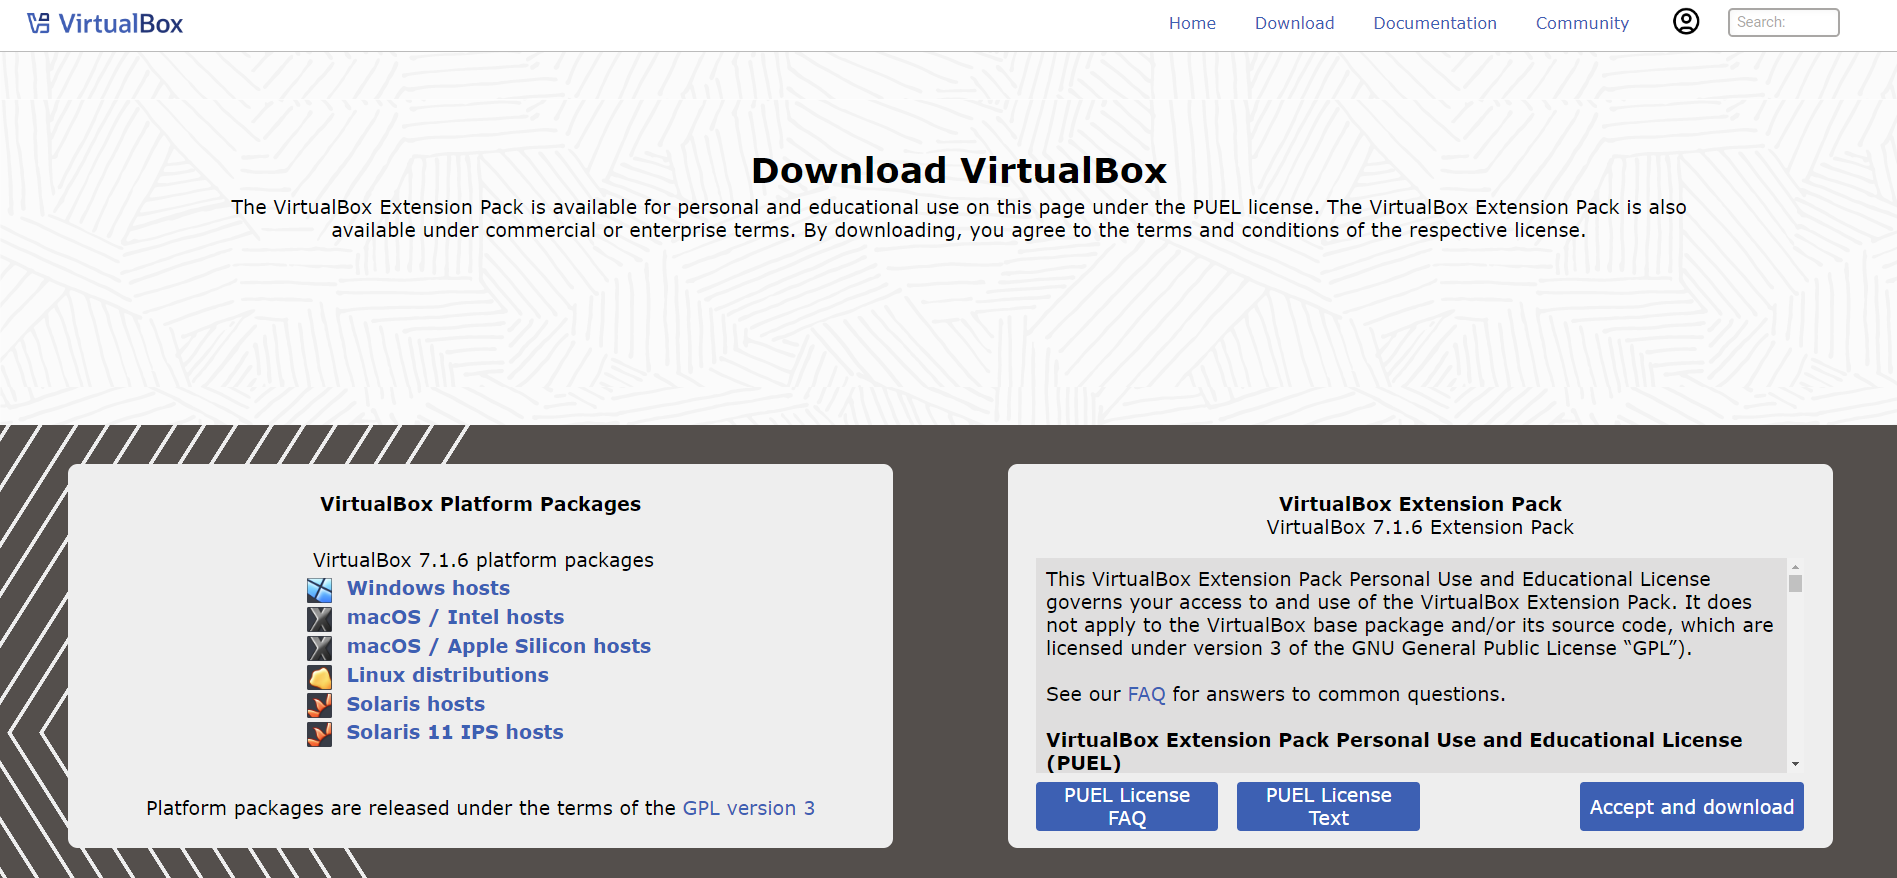 VirtualBox
Home
Download
Documentation
Community
Search:
Download VirtualBox
The VirtualBox Extension Pack is available for personal and educational use on this page under the PUEL license. The VirtualBox Extension Pack is also
available under commercial or enterprise terms. By downloading, you agree to the terms and conditions of the respective license.
VirtualBox Platform Packages
VirtualBox 7.1.6 platform packages
Windows hosts
macOS / Intel hosts
macOS / Apple Silicon hosts
Linux distributions
Solaris hosts
Solaris 11 IPS hosts
Platform packages are released under the terms of the GPL version 3
VirtualBox Extension Pack
VirtualBox 7.1.6 Extension Pack
This VirtualBox Extension Pack Personal Use and Educational License
governs your access to and use of the VirtualBox Extension Pack. It does
not apply to the VirtualBox base package and/or its source code, which are
licensed under version 3 of the GNU General Public License “GPL”).
See our FAQ for answers to common questions.
VirtualBox Extension Pack Personal Use and Educational License
(PUEL)
PUEL License
FAQ
PUEL License
Text
Accept and download